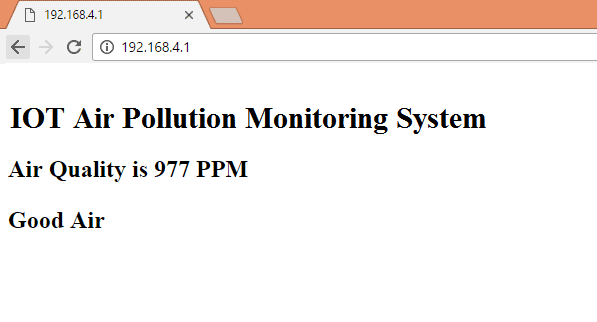 192.168.4.1
192.168.4.1
IOT Air Pollution Monitoring System
Air Quality is 977 PPM
Good Air